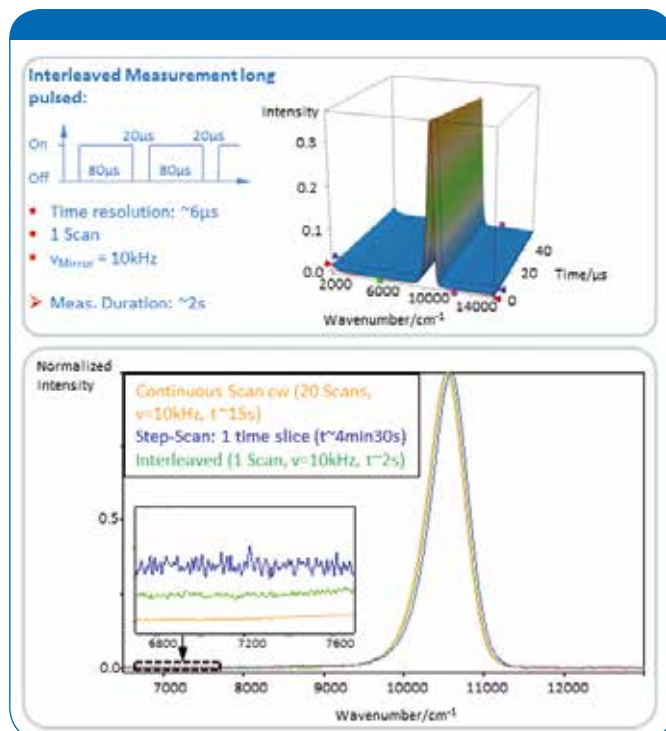 Interleaved Measurement long
pulsed:
On
Off
20µs
20µs
80µs
80µs
▪ Time resolution: ~6µs
▪ 1 Scan
▪ vMirror = 10kHz
➢ Meas. Duration: ~2s
Intensity
0.3
0.2
0.1
0.0
2000
6000
10000
14000
Wavenumber/cm⁻¹
0
20
40
Time/µs
Normalized
Intensity
Continuous Scan cw (20 Scans,
v=10kHz, t~15s)
Step-Scan: 1 time slice (t~4min30s)
Interleaved (1 Scan, v=10kHz, t~2s)
0.5
0.0
6800
7200
7600
7000
8000
9000
10000
11000
12000
Wavenumber/cm⁻¹